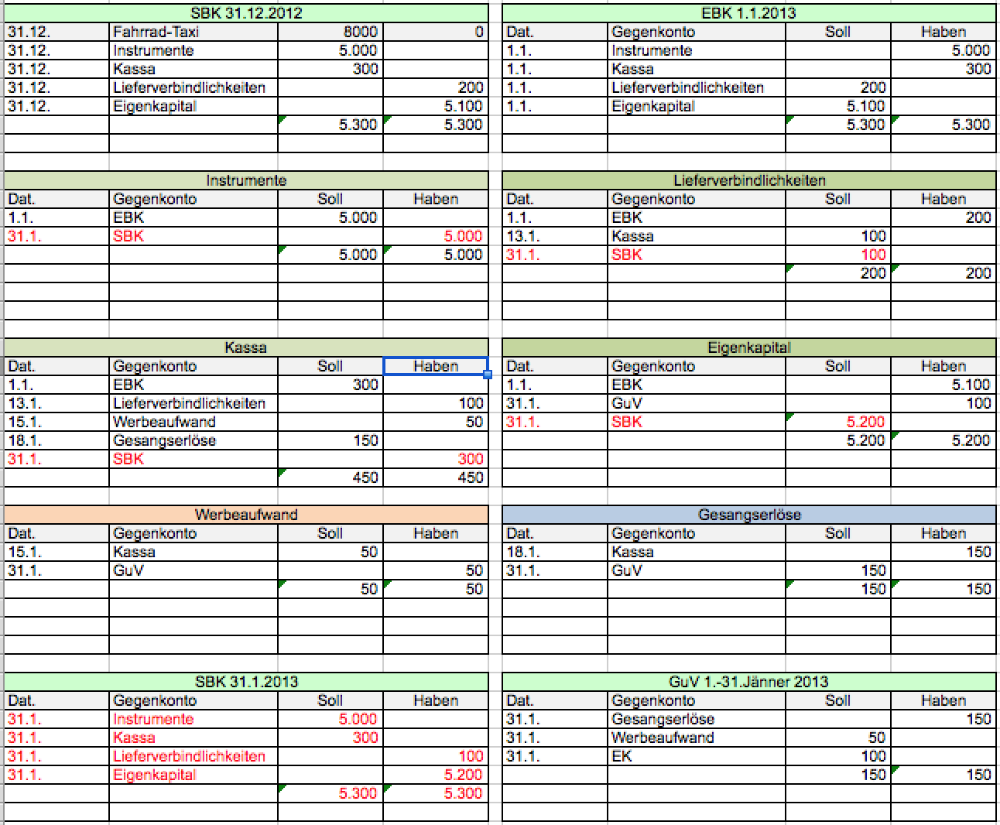 SBK 31.12.2012
31.12. Fahrrad-Taxi 8000 0
31.12. Instrumente 5.000
31.12. Kassa 300
31.12. Lieferverbindlichkeiten 200
31.12. Eigenkapital 5.100
5.300 5.300
EBK 1.1.2013
Dat. Gegenkonto Soll Haben
1.1. Instrumente 5.000
1.1. Kassa 300
1.1. Lieferverbindlichkeiten 200
1.1. Eigenkapital 5.100
5.300 5.300
Instrumente
Dat. Gegenkonto Soll Haben
1.1. EBK 5.000
31.1. SBK 5.000
5.000 5.000
Lieferverbindlichkeiten
Dat. Gegenkonto Soll Haben
1.1. EBK 200
13.1. Kassa 100
31.1. SBK 100
200 200
Kassa
Dat. Gegenkonto Soll Haben
1.1. EBK 300
13.1. Lieferverbindlichkeiten 100
15.1. Werbeaufwand 50
18.1. Gesangserlöse 150
31.1. SBK 300
450 450
Eigenkapital
Dat. Gegenkonto Soll Haben
1.1. EBK 5.100
31.1. GuV 100
31.1. SBK 5.200
5.200 5.200
Werbeaufwand
Dat. Gegenkonto Soll Haben
15.1. Kassa 50
31.1. GuV 50
50 50
Gesangserlöse
Dat. Gegenkonto Soll Haben
18.1. Kassa 150
31.1. GuV 150
150 150
SBK 31.1.2013
Dat. Gegenkonto Soll Haben
31.1. Instrumente 5.000
31.1. Kassa 300
31.1. Lieferverbindlichkeiten 100
31.1. Eigenkapital 5.200
5.300 5.300
GuV 1.-31.Jänner 2013
Dat. Gegenkonto Soll Haben
31.1. Gesangserlöse 150
31.1. Werbeaufwand 50
31.1. EK 100
150 150